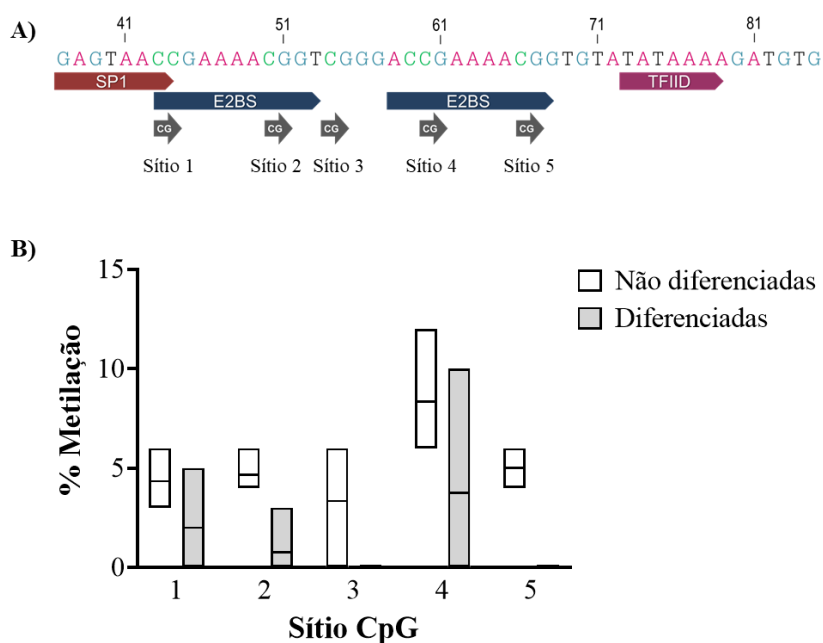 A)
41 51 61 71 81
GAGTAACCGAAAACGGTCGGGACCGAAAACGGTGTATATAAAAGATGTG
SP1 TFIID
E2BS E2BS
CG CG CG CG CG
Sítio 1 Sítio 2 Sítio 3 Sítio 4 Sítio 5
B)
15
10
5
0
% Metilação
Não diferenciadas
Diferenciadas
1 2 3 4 5
Sítio CpG